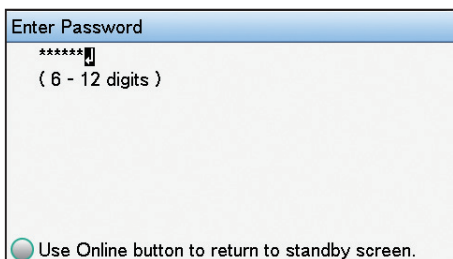 Enter Password
******↲
( 6 - 12 digits )
Use Online button to return to standby screen.